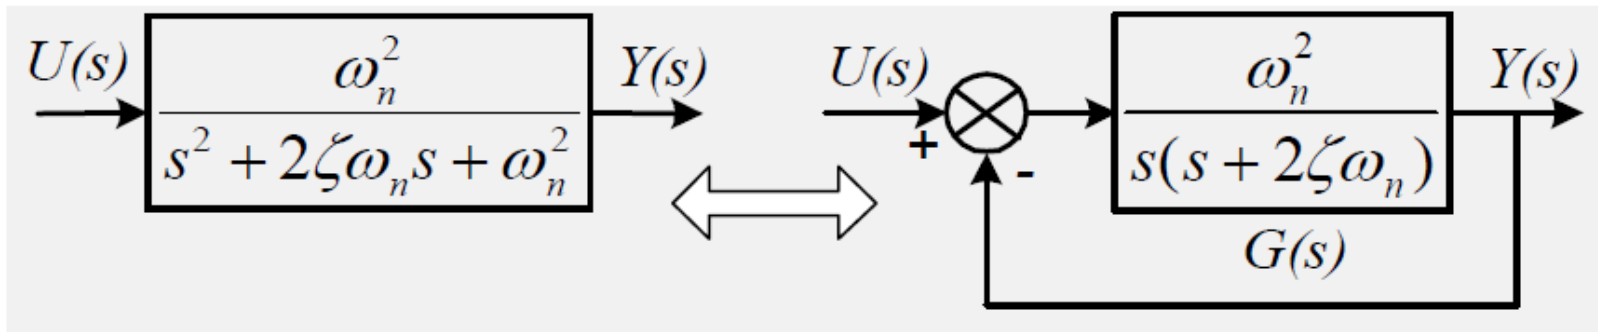 U(s)
ω_n^2
s^2 + 2ζω_n s + ω_n^2
Y(s)
U(s)
+
-
ω_n^2
s(s + 2ζω_n)
G(s)
Y(s)